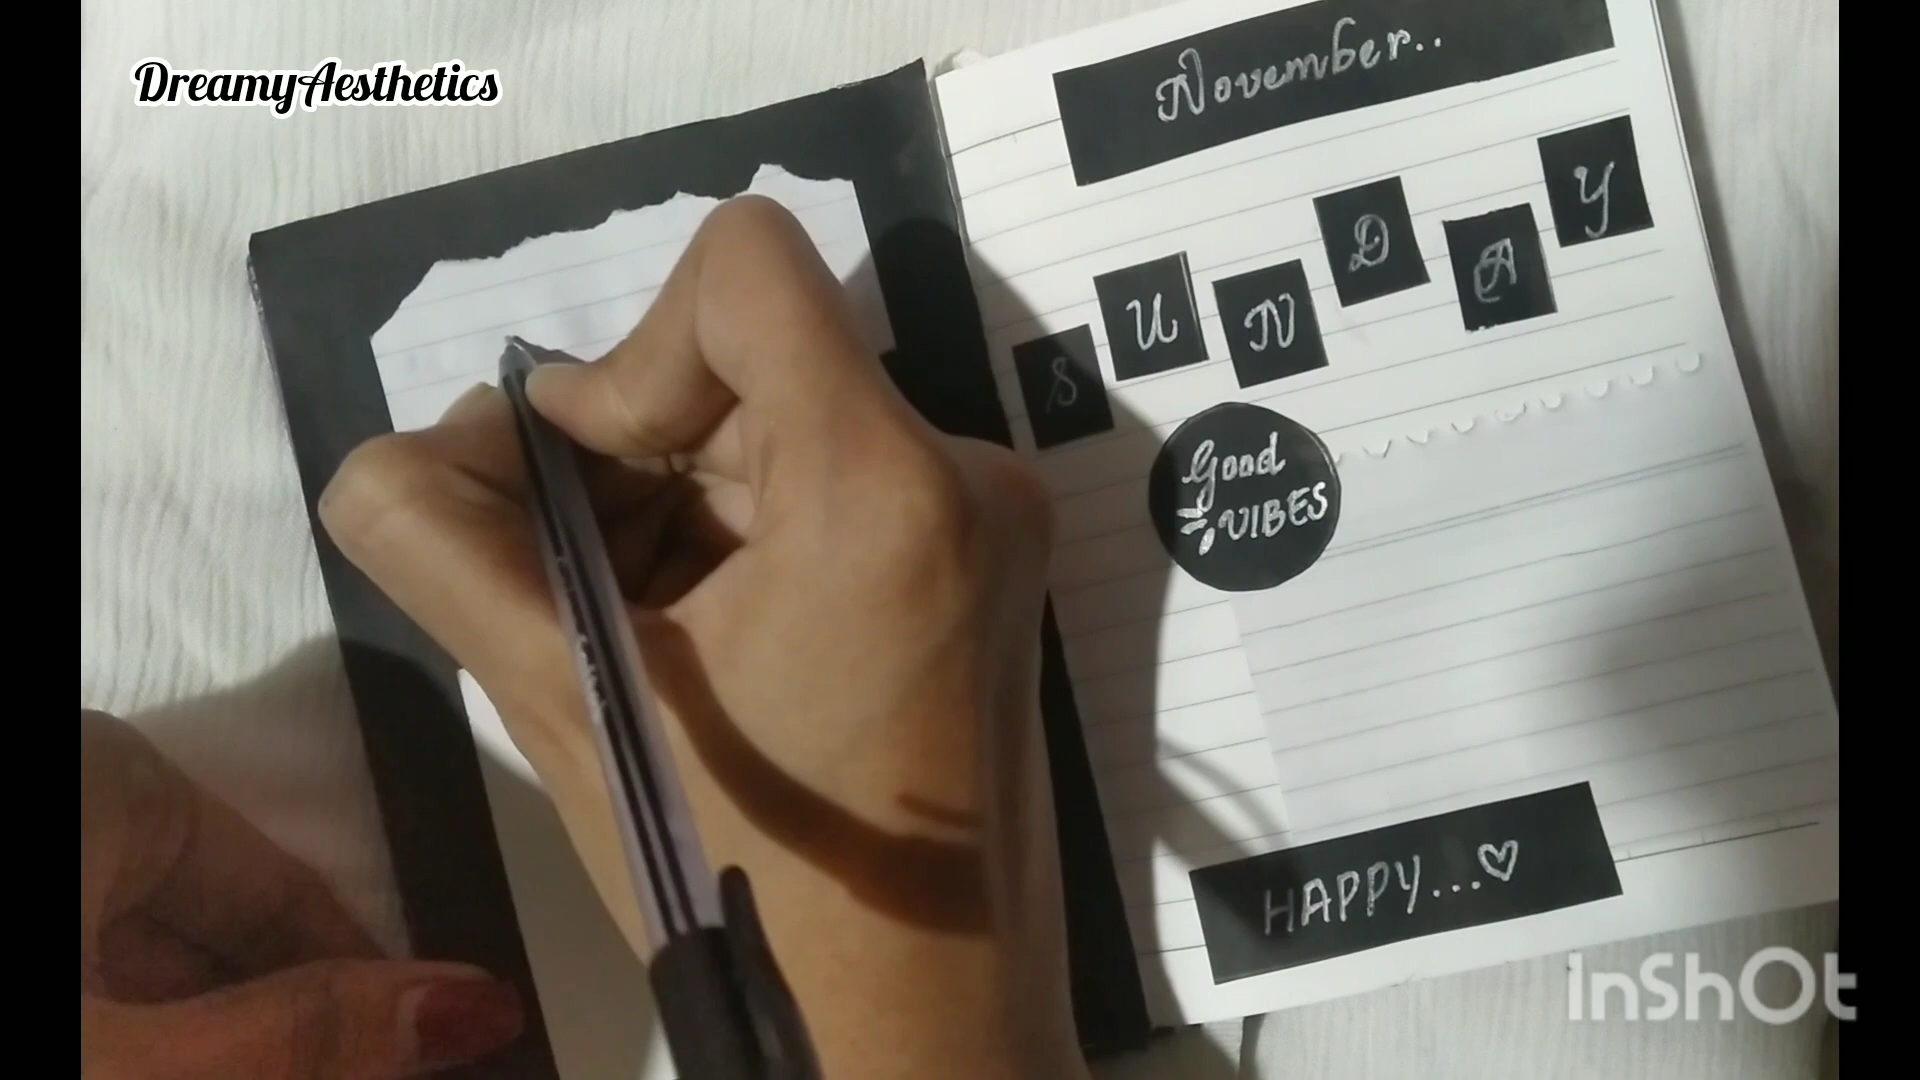 DreamyAesthetics
November..
SUNDAY
Good
VIBES
HAPPY...♡
InShOt